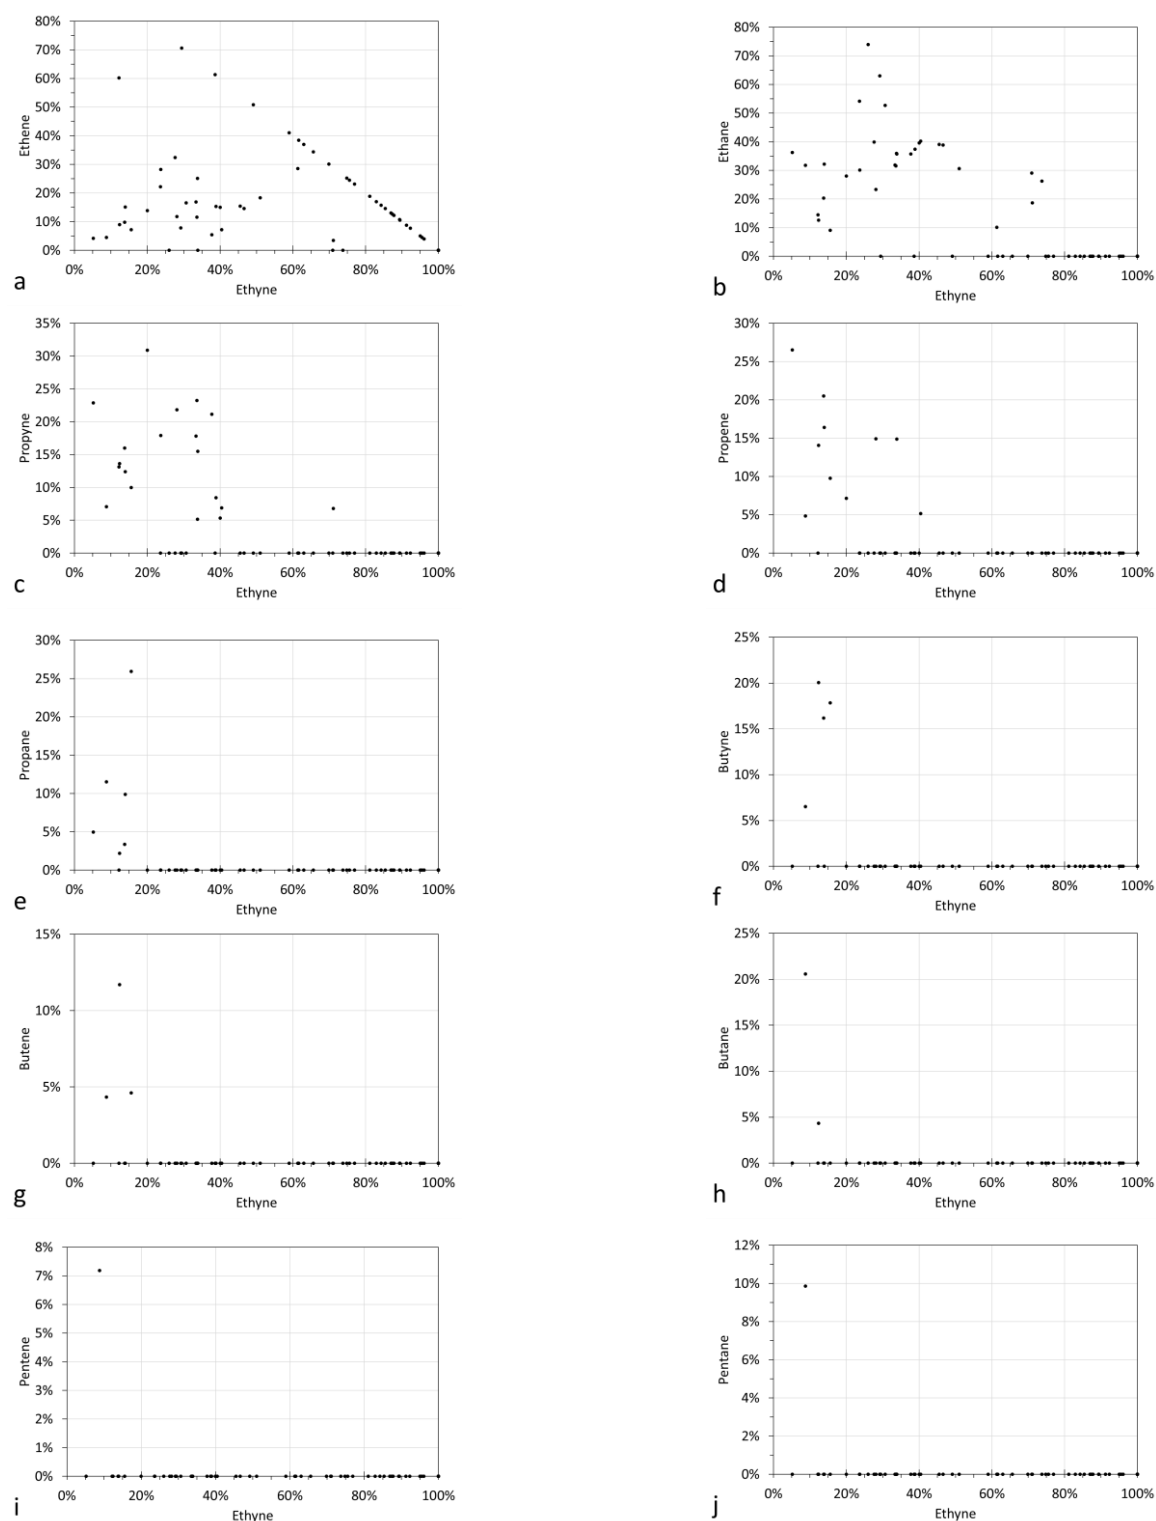 80%
70%
60%
50%
40%
30%
20%
10%
0%
Ethene
0% 20% 40% 60% 80% 100%
Ethyne
a
80%
70%
60%
50%
40%
30%
20%
10%
0%
Ethane
0% 20% 40% 60% 80% 100%
Ethyne
b
35%
30%
25%
20%
15%
10%
5%
0%
Propyne
0% 20% 40% 60% 80% 100%
Ethyne
c
30%
25%
20%
15%
10%
5%
0%
Propene
0% 20% 40% 60% 80% 100%
Ethyne
d
30%
25%
20%
15%
10%
5%
0%
Propane
0% 20% 40% 60% 80% 100%
Ethyne
e
25%
20%
15%
10%
5%
0%
Butyne
0% 20% 40% 60% 80% 100%
Ethyne
f
15%
10%
5%
0%
Butene
0% 20% 40% 60% 80% 100%
Ethyne
g
25%
20%
15%
10%
5%
0%
Butane
0% 20% 40% 60% 80% 100%
Ethyne
h
8%
7%
6%
5%
4%
3%
2%
1%
0%
Pentene
0% 20% 40% 60% 80% 100%
Ethyne
i
12%
10%
8%
6%
4%
2%
0%
Pentane
0% 20% 40% 60% 80% 100%
Ethyne
j